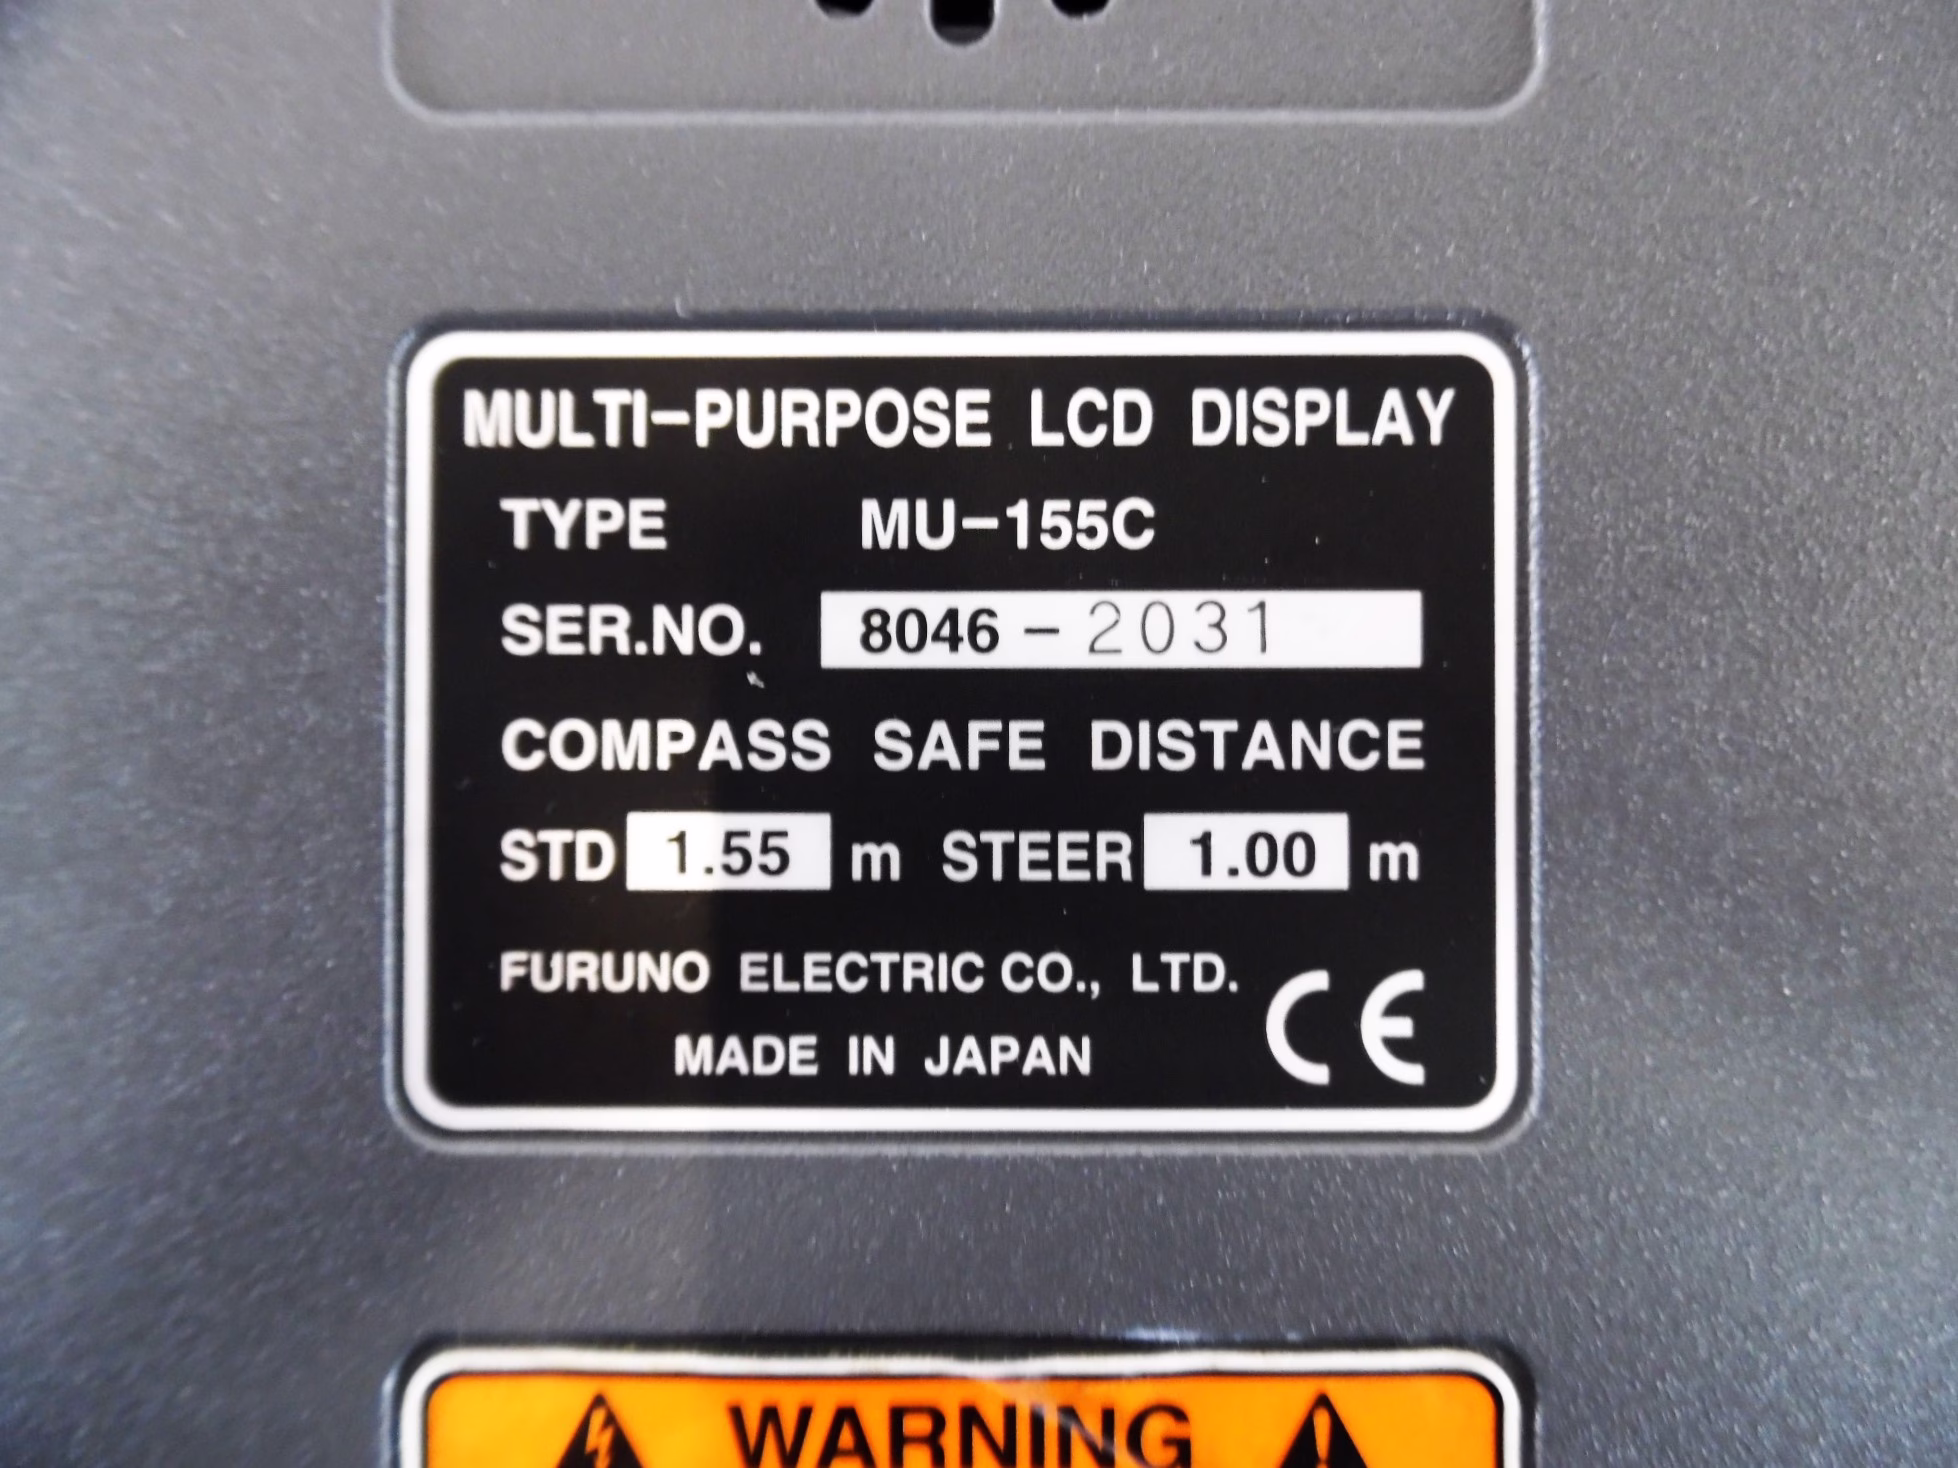 MULTI-PURPOSE LCD DISPLAY
TYPE MU-155C
SER.NO. 8046-2031
COMPASS SAFE DISTANCE
STD 1.55 m STEER 1.00 m
FURUNO ELECTRIC CO., LTD.
MADE IN JAPAN CE
WARNING